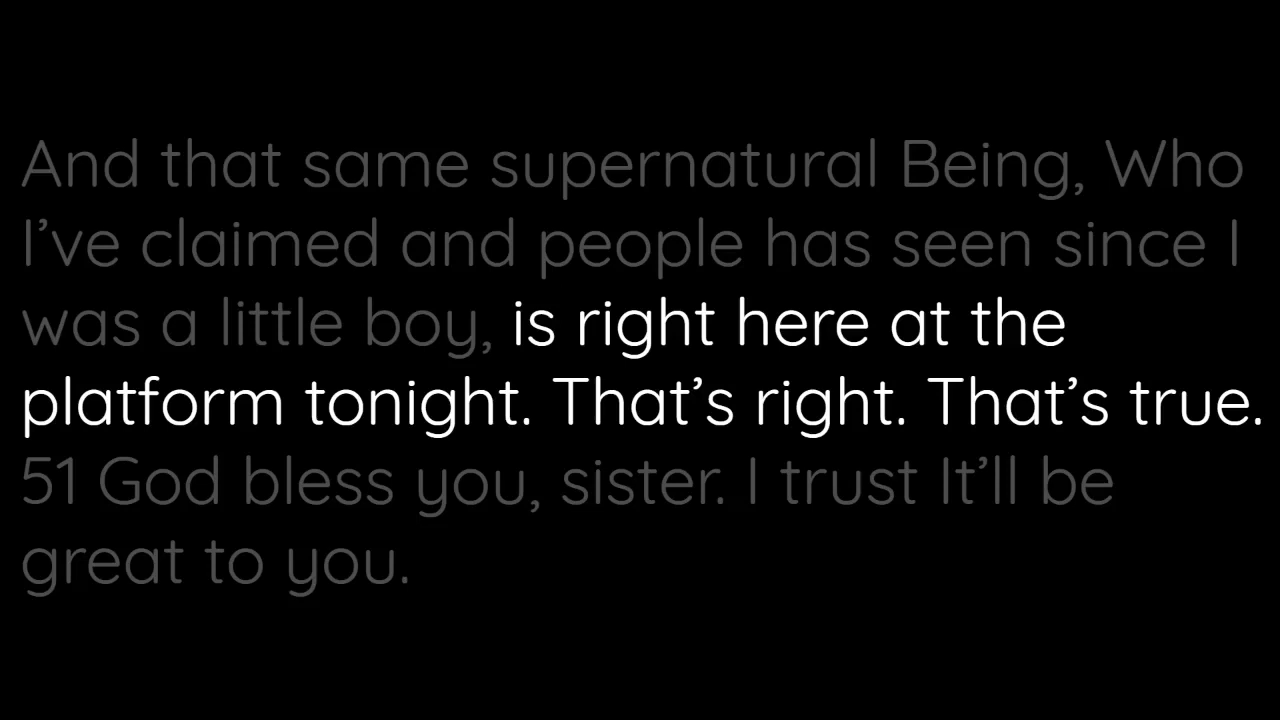 And that same supernatural Being, Who
I’ve claimed and people has seen since I
was a little boy, is right here at the
platform tonight. That’s right. That’s true.
51 God bless you, sister. I trust It’ll be
great to you.